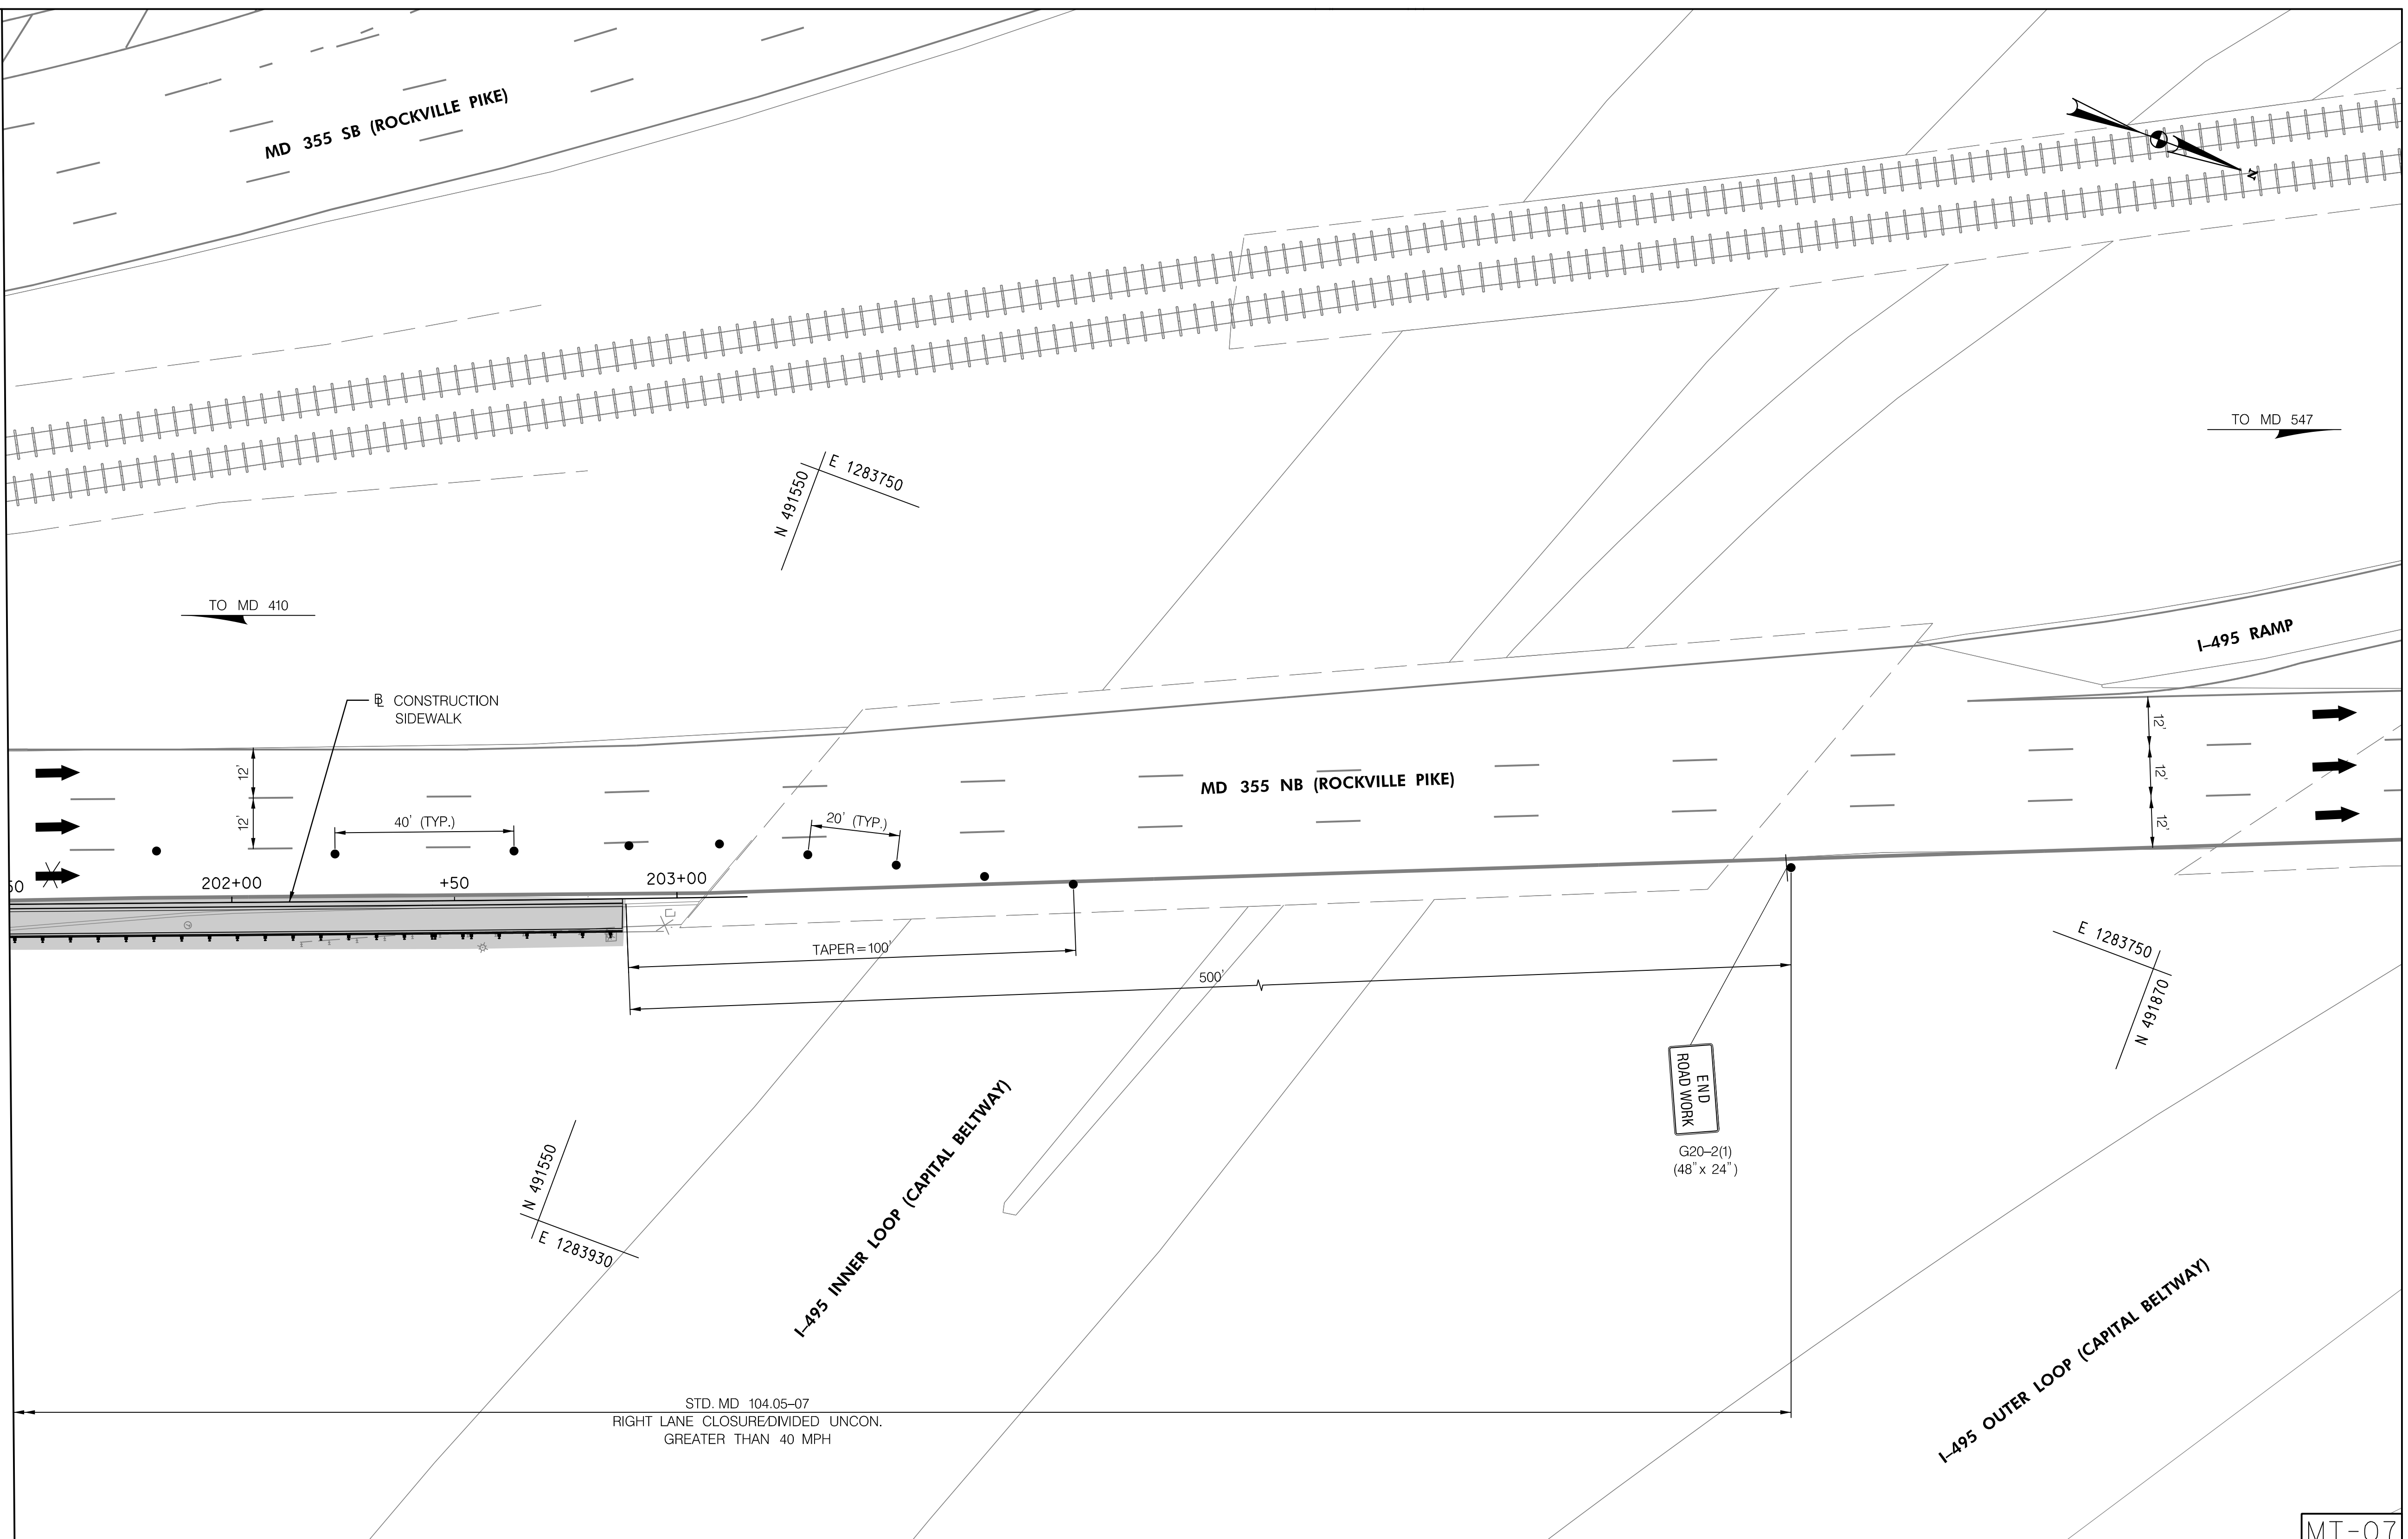 MD 355 SB (ROCKVILLE PIKE)
N
TO MD 547
E 1283750
N 491550
TO MD 410
I-495 RAMP
℄ CONSTRUCTION
SIDEWALK
12'
12'
12'
12'
12'
MD 355 NB (ROCKVILLE PIKE)
40' (TYP.)
20' (TYP.)
50
202+00
+50
203+00
TAPER=100'
500'
E 1283750
N 491870
END
ROAD WORK
G20-2(1)
(48" x 24")
N 491550
E 1283930
I-495 INNER LOOP (CAPITAL BELTWAY)
I-495 OUTER LOOP (CAPITAL BELTWAY)
STD. MD 104.05-07
RIGHT LANE CLOSURE/DIVIDED UNCON.
GREATER THAN 40 MPH
MT-07